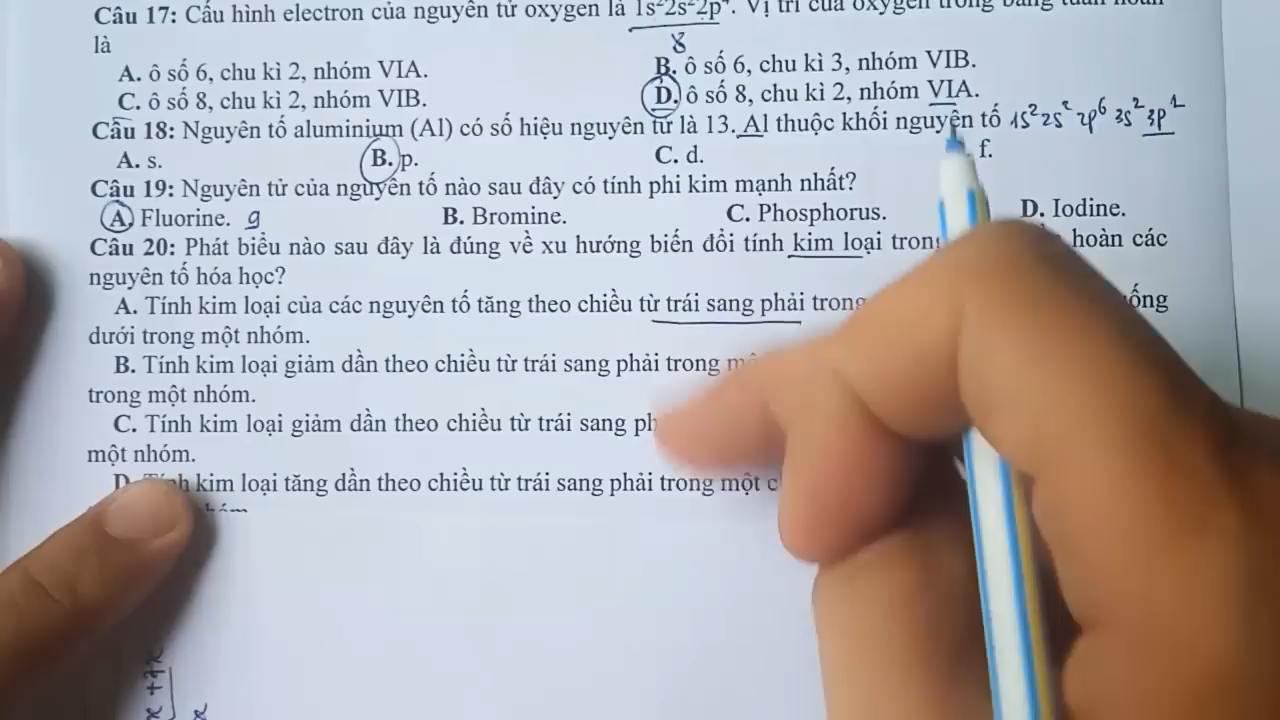 Câu 17: Cấu hình electron của nguyên tử oxygen là 1s²2s²2p⁴. Vị trí của oxygen trong bảng tuần hoàn
là
8
A. ô số 6, chu kì 2, nhóm VIA. B. ô số 6, chu kì 3, nhóm VIB.
C. ô số 8, chu kì 2, nhóm VIB. D. ô số 8, chu kì 2, nhóm VIA.
Câu 18: Nguyên tố aluminium (Al) có số hiệu nguyên tử là 13. Al thuộc khối nguyên tố 1s² 2s² 2p⁶ 3s² 3p¹
A. s. B. p. C. d. f.
Câu 19: Nguyên tử của nguyên tố nào sau đây có tính phi kim mạnh nhất?
A. Fluorine. 9 B. Bromine. C. Phosphorus. D. Iodine.
Câu 20: Phát biểu nào sau đây là đúng về xu hướng biến đổi tính kim loại hoàn các
nguyên tố hóa học?
A. Tính kim loại của các nguyên tố tăng theo chiều từ trái sang phải trong
dưới trong một nhóm.
B. Tính kim loại giảm dần theo chiều từ trái sang phải trong
trong một nhóm.
C. Tính kim loại giảm dần theo chiều từ trái sang
một nhóm.
kim loại tăng dần theo chiều từ trái sang phải trong một